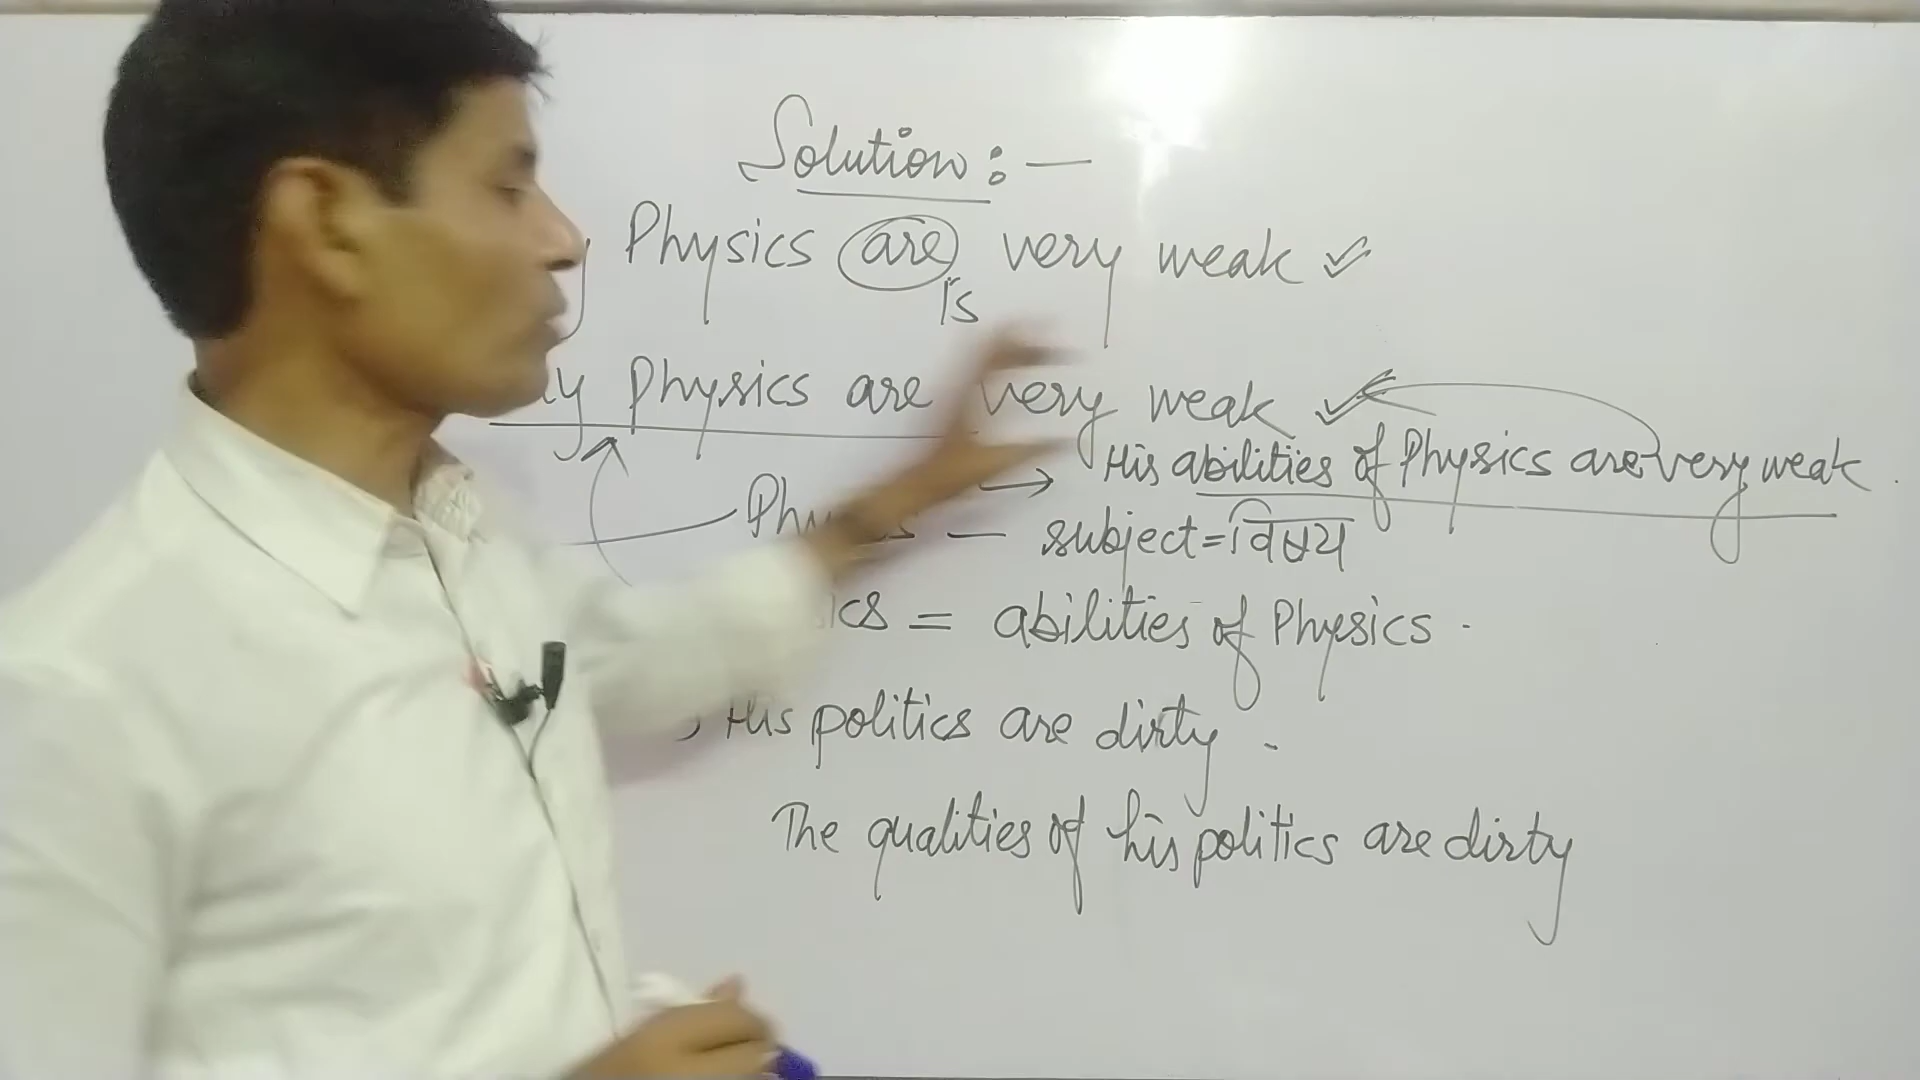 Solution:—
Physics are very weak ✓
is
Physics are very weak ✓
→ His abilities of Physics are very weak.
— subject=विषय
= abilities of Physics.
His politics are dirty.
The qualities of his politics are dirty